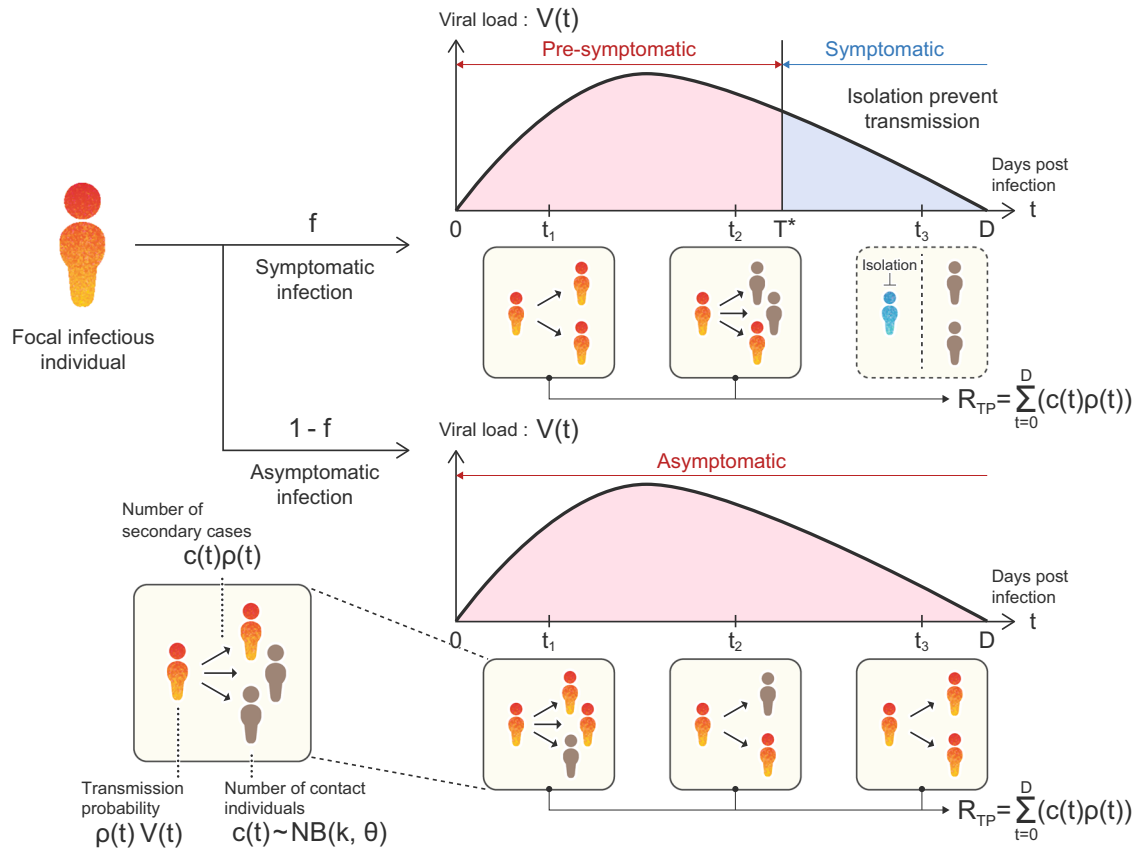 Viral load : V(t)
Pre-symptomatic
Symptomatic
Isolation prevent
transmission
Days post
infection
t
0
t₁
t₂
T*
t₃
D
f
Symptomatic
infection
Focal infectious
individual
Isolation
R_TP = D∑t=0 (c(t)ρ(t))
1 - f
Asymptomatic
infection
Viral load : V(t)
Asymptomatic
Days post
infection
t
0
t₁
t₂
t₃
D
Number of
secondary cases
c(t)ρ(t)
Transmission
probability
ρ(t) V(t)
Number of contact
individuals
c(t)~NB(k, θ)
R_TP = D∑t=0 (c(t)ρ(t))